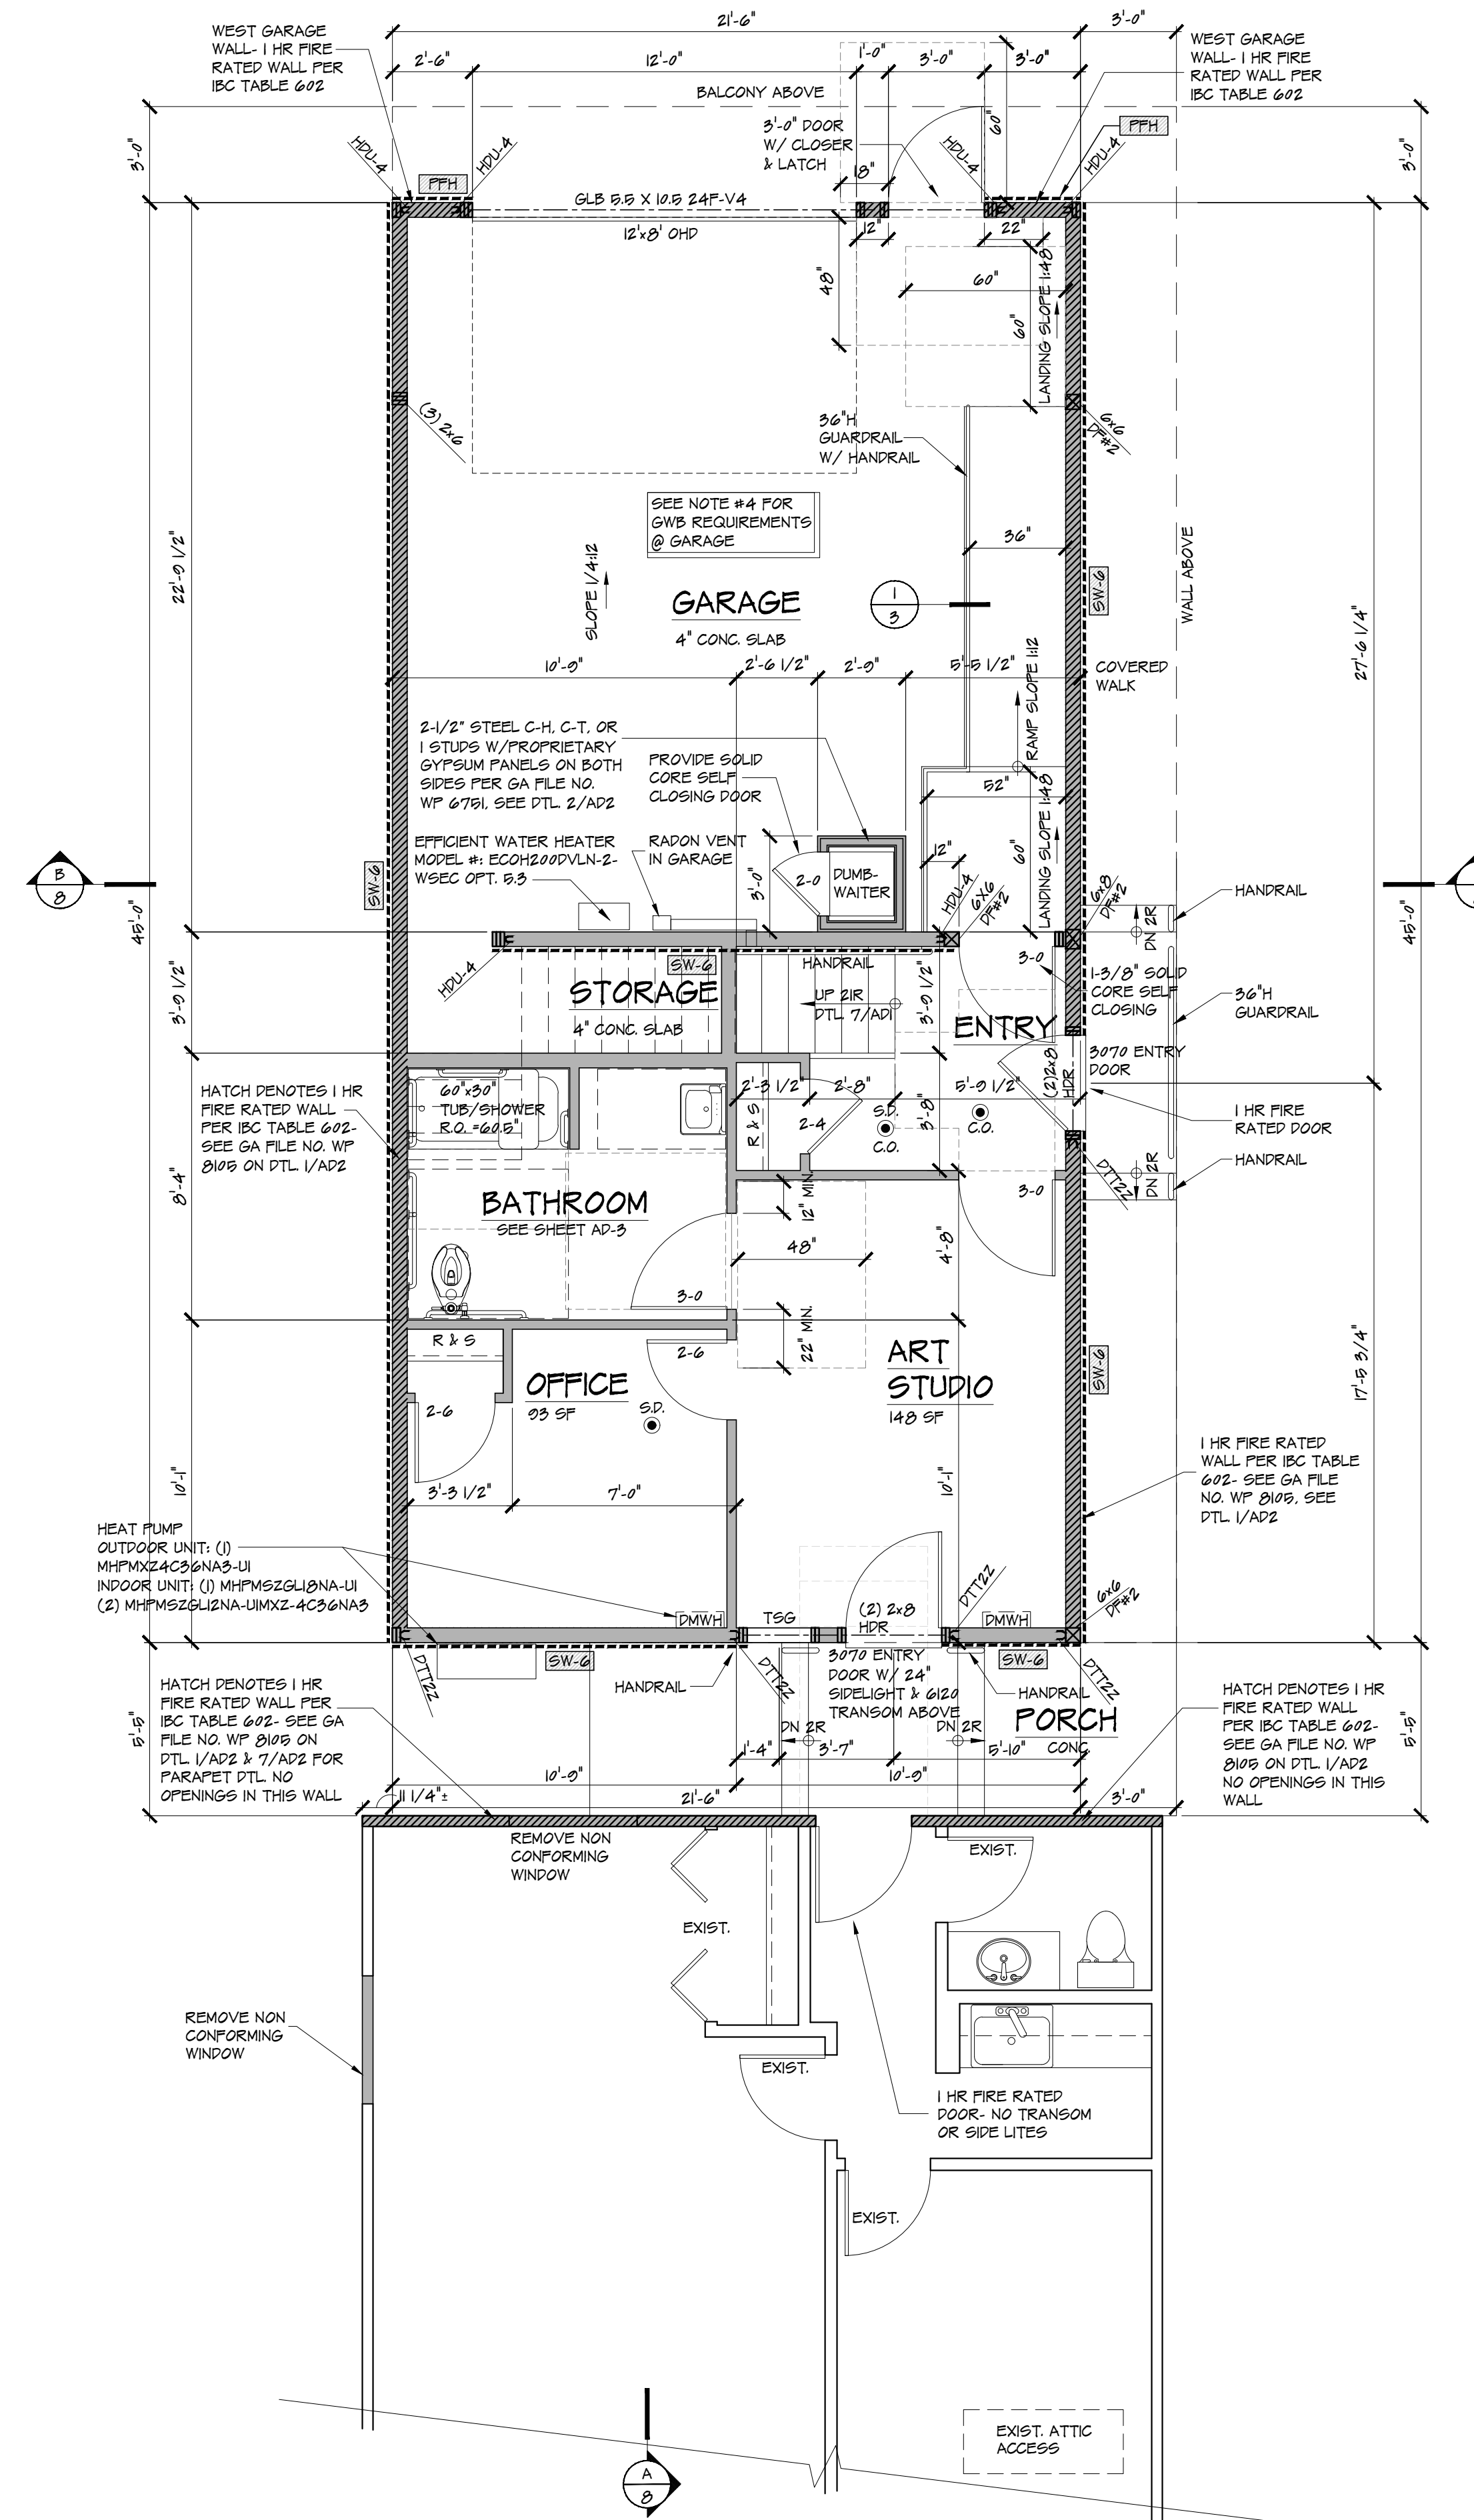 21'-6"
3'-0"
WEST GARAGE
WALL- 1 HR FIRE
RATED WALL PER
IBC TABLE 602
2'-6"
12'-0"
1'-0"
3'-0"
3'-0"
WEST GARAGE
WALL- 1 HR FIRE
RATED WALL PER
IBC TABLE 602
BALCONY ABOVE
60"
3'-0" DOOR
W/ CLOSER
& LATCH
18"
3'-0"
3'-0"
HDU-4
HDU-4
HDU-4
HDU-4
PFH
PFH
GLB 5.5 X 10.5 24F-V4
12'x8' OHD
12"
22"
48"
60"
60"
LANDING SLOPE 1:48
(3) 2x6
6x6
DF#2
36"H
GUARDRAIL
W/ HANDRAIL
SEE NOTE #4 FOR
GWB REQUIREMENTS
@ GARAGE
36"
22'-9 1/2"
SLOPE 1/4:12
GARAGE
4" CONC. SLAB
1
3
SW-6
WALL ABOVE
27'-6 1/4"
10'-9"
2'-6 1/2"
2'-9"
5'-5 1/2"
COVERED
WALK
RAMP SLOPE 1:12
2-1/2" STEEL C-H, C-T, OR
I STUDS W/PROPRIETARY
GYPSUM PANELS ON BOTH
SIDES PER GA FILE NO.
WP 6751, SEE DTL. 2/AD2
PROVIDE SOLID
CORE SELF
CLOSING DOOR
52"
LANDING SLOPE 1:48
60"
12"
EFFICIENT WATER HEATER
MODEL #: ECOH200DVLN-2-
WSEC OPT. 5.3
RADON VENT
IN GARAGE
3'-0"
2-0
DUMB-
WAITER
HDU-4
6X6
DF#2
6x8
DF#2
B
8
SW-6
45'-0"
45'-0"
HANDRAIL
DN 2R
HDU-4
SW-6
HANDRAIL
3-0
1-3/8" SOLID
CORE SELF
CLOSING
36"H
GUARDRAIL
3'-9 1/2"
STORAGE
4" CONC. SLAB
UP 21R
DTL. 7/AD1
3'-9 1/2"
ENTRY
(2)2x8
HDR.
3070 ENTRY
DOOR
HATCH DENOTES 1 HR
FIRE RATED WALL
PER IBC TABLE 602-
SEE GA FILE NO. WP
8105 ON DTL. 1/AD2
60"x30"
TUB/SHOWER
R.O. =60.5"
2'-3 1/2"
2'-8"
5'-9 1/2"
R & S
2-4
S.D.
C.O.
C.O.
3'-8"
1 HR FIRE
RATED DOOR
HANDRAIL
DN 2R
DTT2Z
8'-4"
BATHROOM
SEE SHEET AD-3
12" MIN.
48"
3-0
4'-8"
3-0
22" MIN.
R & S
2-6
ART
STUDIO
148 SF
OFFICE
93 SF
S.D.
2-6
SW-6
17'-5 3/4"
10'-1"
10'-1"
3'-3 1/2"
7'-0"
1 HR FIRE RATED
WALL PER IBC TABLE
602- SEE GA FILE
NO. WP 8105, SEE
DTL. 1/AD2
HEAT PUMP
OUTDOOR UNIT: (1)
MHPMXZ4C36NA3-U1
INDOOR UNIT: (1) MHPMSZGL18NA-U1
(2) MHPMSZGL12NA-U1MXZ-4C36NA3
DMWH
TSG
(2) 2x8
HDR
DTT2Z
DMWH
6x6
DF#2
DTT2Z
SW-6
HANDRAIL
DTT2Z
3070 ENTRY
DOOR W/ 24"
SIDELIGHT & 6120
TRANSOM ABOVE
HANDRAIL
SW-6
DTT2Z
PORCH
CONC.
DN 2R
DN 2R
HATCH DENOTES 1 HR
FIRE RATED WALL PER
IBC TABLE 602- SEE GA
FILE NO. WP 8105 ON
DTL. 1/AD2 & 7/AD2 FOR
PARAPET DTL. NO
OPENINGS IN THIS WALL
HATCH DENOTES 1 HR
FIRE RATED WALL
PER IBC TABLE 602-
SEE GA FILE NO. WP
8105 ON DTL. 1/AD2
NO OPENINGS IN THIS
WALL
5'-5"
5'-5"
1'-4"
3'-7"
5'-10"
10'-9"
10'-9"
11 1/4"±
21'-6"
3'-0"
REMOVE NON
CONFORMING
WINDOW
EXIST.
EXIST.
REMOVE NON
CONFORMING
WINDOW
EXIST.
1 HR FIRE RATED
DOOR- NO TRANSOM
OR SIDE LITES
EXIST.
EXIST. ATTIC
ACCESS
A
8